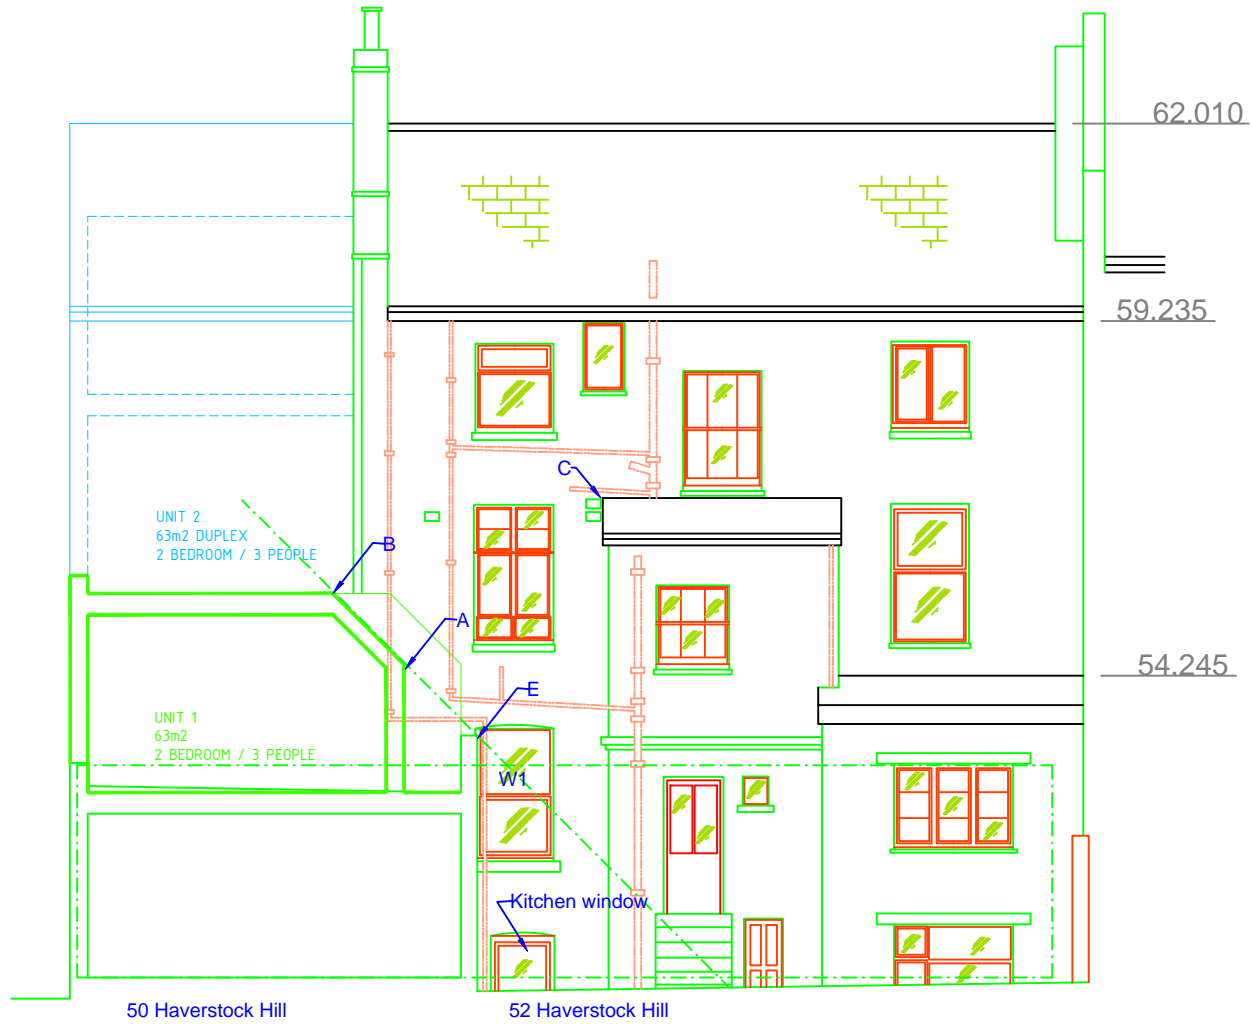 62.010
59.235
C
UNIT 2
63m2 DUPLEX
2 BEDROOM / 3 PEOPLE
B
A
54.245
E
UNIT 1
63m2
2 BEDROOM / 3 PEOPLE
W1
Kitchen window
50 Haverstock Hill
52 Haverstock Hill